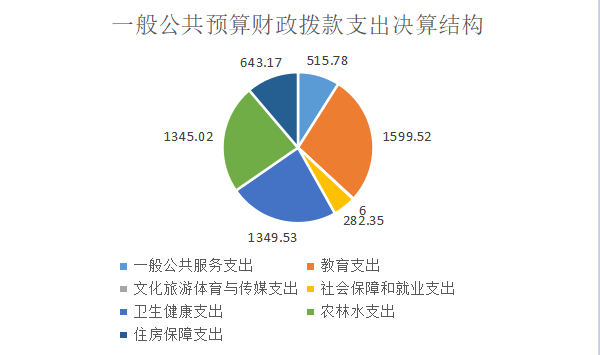 一般公共预算财政拨款支出决算结构
643.17
515.78
1345.02
1599.52
6
282.35
1349.53
一般公共服务支出
教育支出
文化旅游体育与传媒支出
社会保障和就业支出
卫生健康支出
农林水支出
住房保障支出